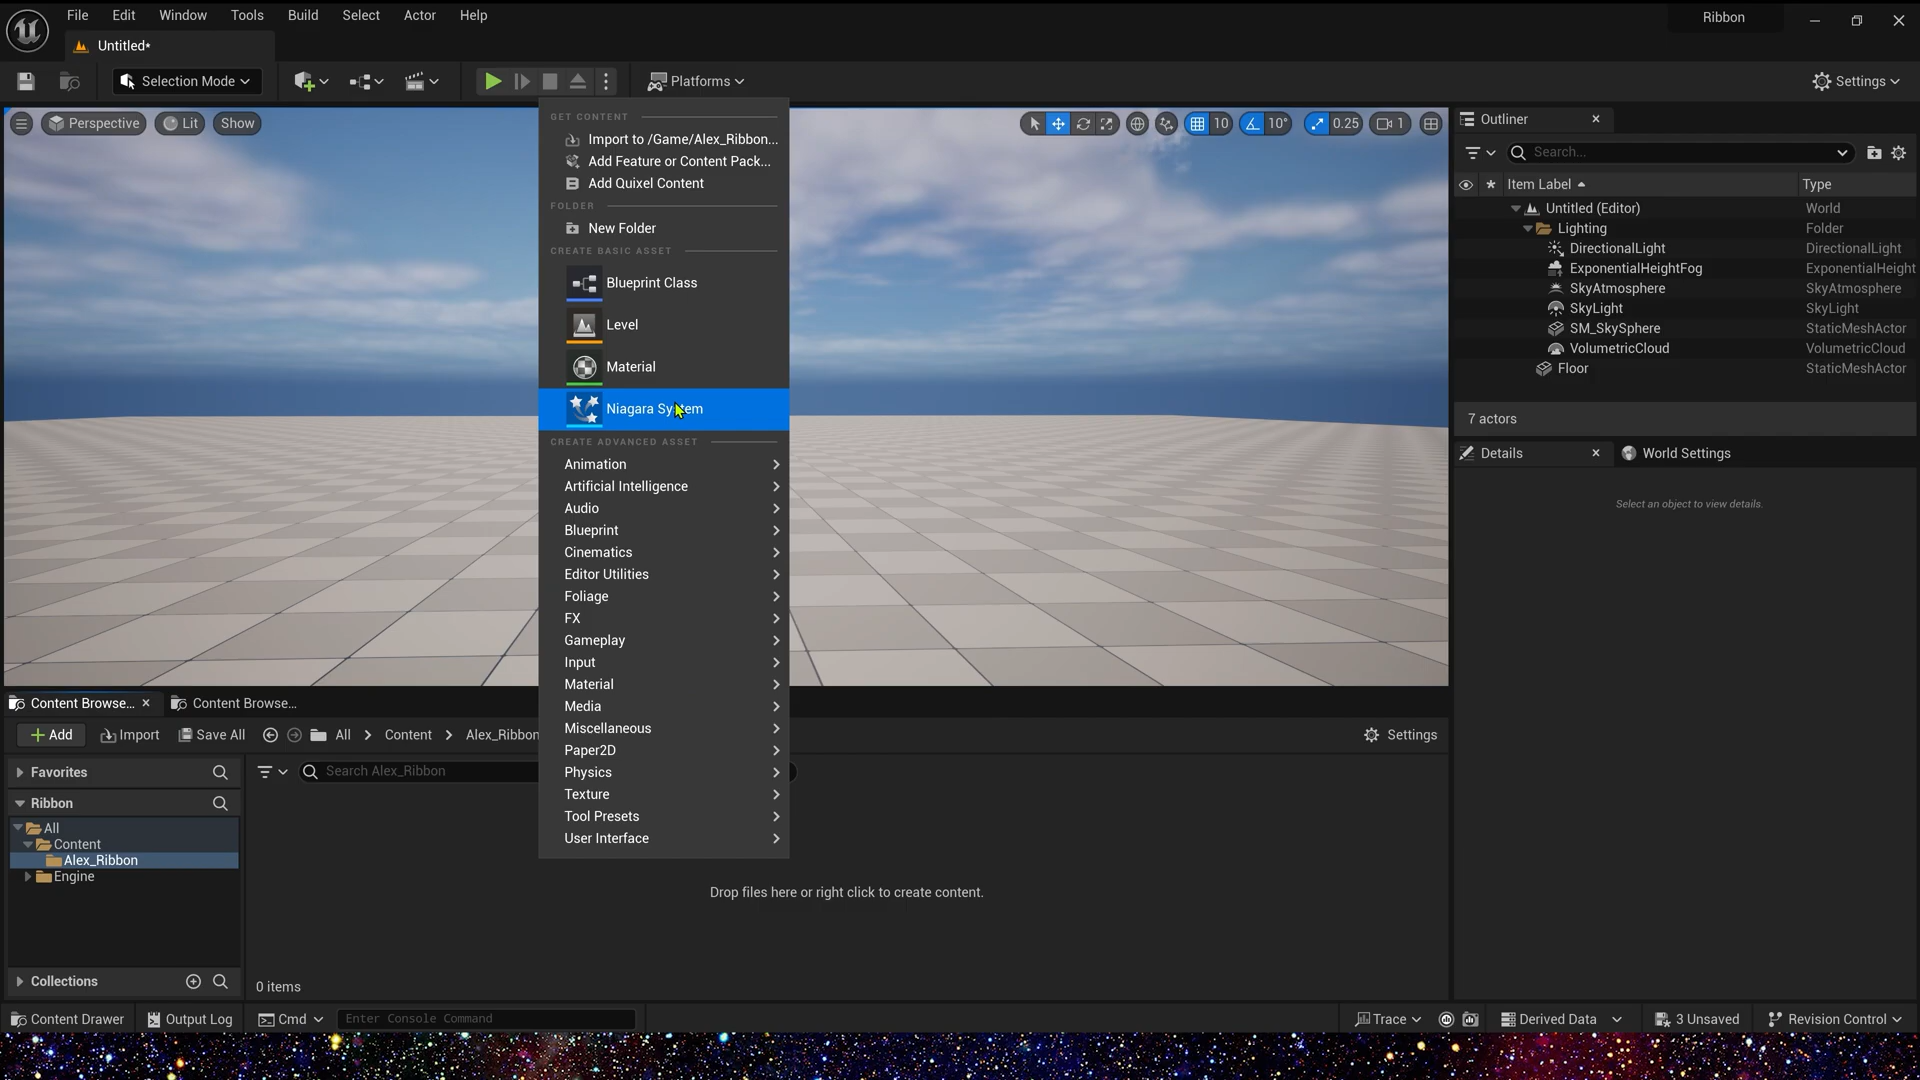 File Edit Window Tools Build Select Actor Help
Ribbon
Untitled*
Selection Mode
Platforms
Settings
Perspective
Lit
Show
10
10°
0.25
1
GET CONTENT
Import to /Game/Alex_Ribbon...
Add Feature or Content Pack...
Add Quixel Content
FOLDER
New Folder
CREATE BASIC ASSET
Blueprint Class
Level
Material
Niagara System
CREATE ADVANCED ASSET
Animation
Artificial Intelligence
Audio
Blueprint
Cinematics
Editor Utilities
Foliage
FX
Gameplay
Input
Material
Media
Miscellaneous
Paper2D
Physics
Texture
Tool Presets
User Interface
Outliner
Search...
Item Label Type
Untitled (Editor) World
Lighting Folder
DirectionalLight DirectionalLight
ExponentialHeightFog ExponentialHeight
SkyAtmosphere SkyAtmosphere
SkyLight SkyLight
SM_SkySphere StaticMeshActor
VolumetricCloud VolumetricCloud
Floor StaticMeshActor
7 actors
Details
World Settings
Select an object to view details.
Content Browse...
Content Browse...
Add Import Save All All > Content > Alex_Ribbon
Settings
Favorites
Search Alex_Ribbon
Ribbon
All
Content
Alex_Ribbon
Engine
Drop files here or right click to create content.
Collections
0 items
Content Drawer Output Log Cmd Enter Console Command
Trace Derived Data 3 Unsaved Revision Control